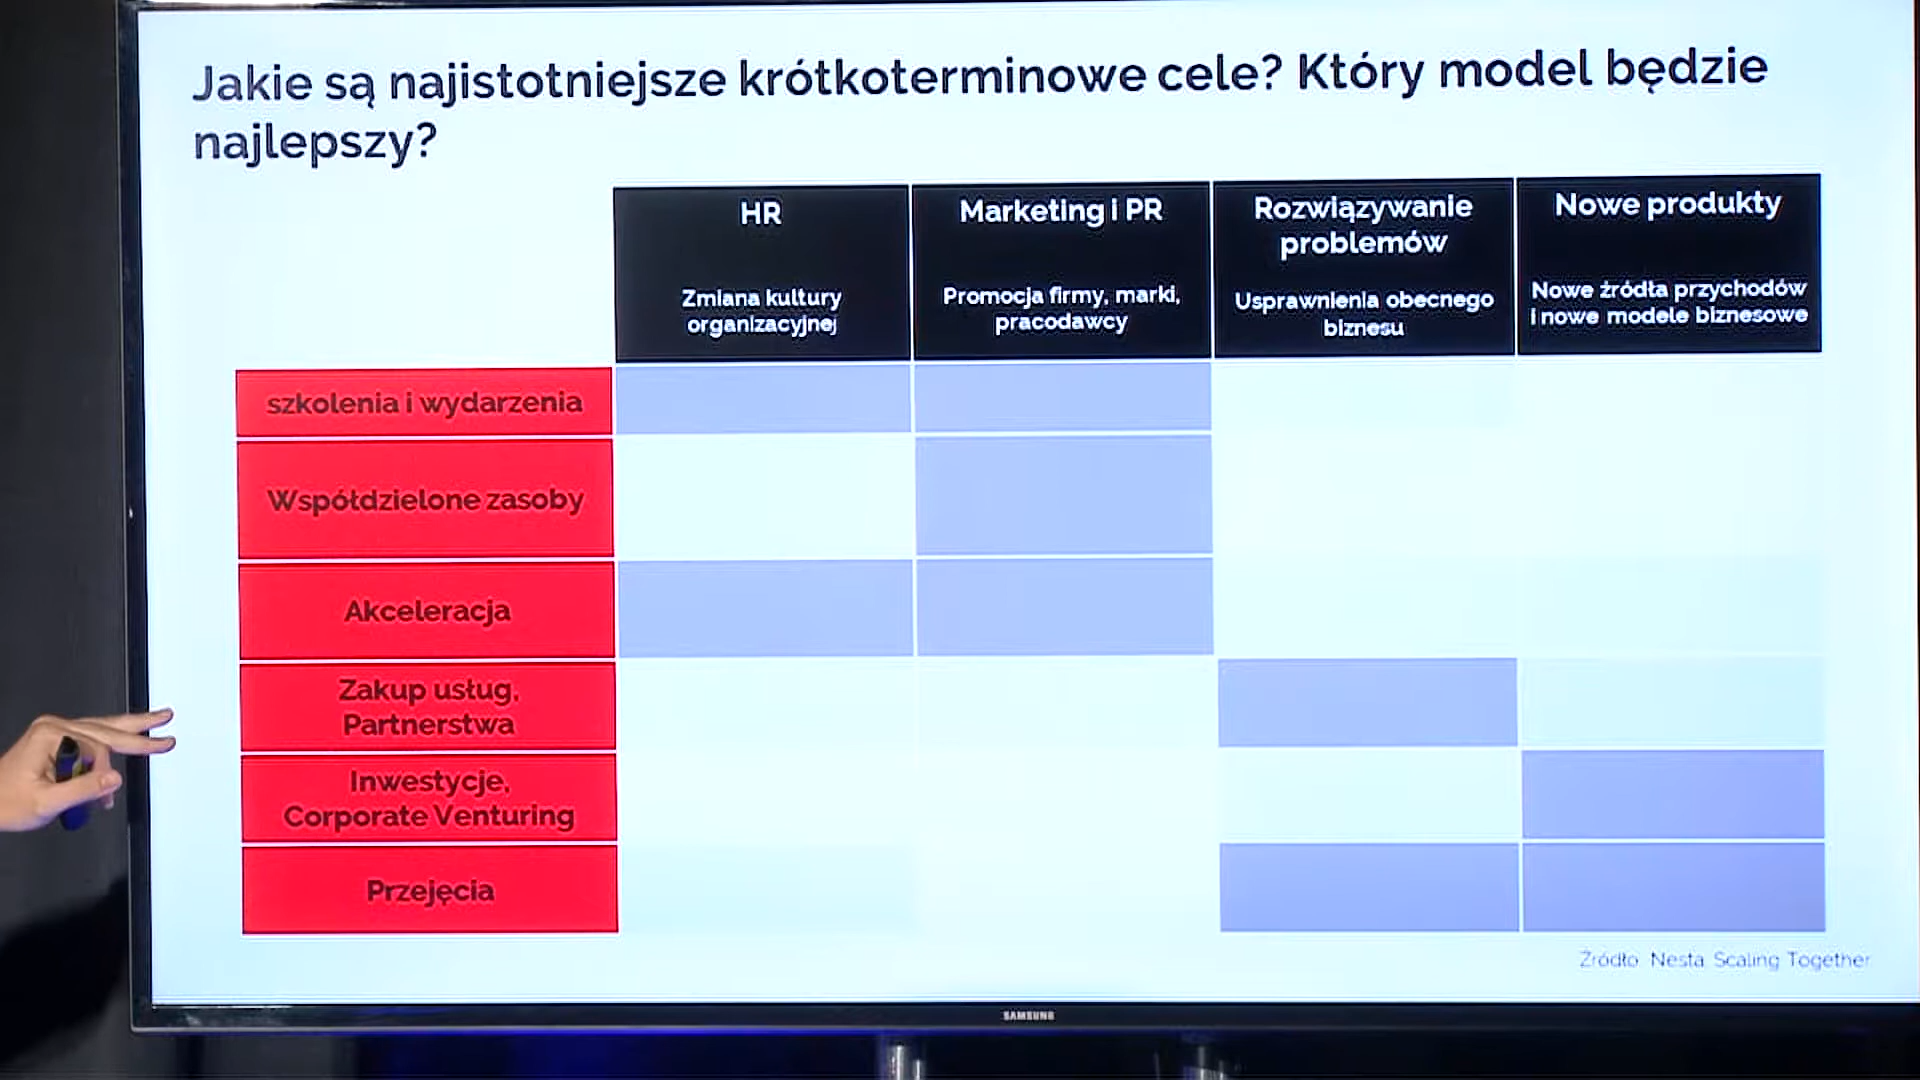 Jakie są najistotniejsze krótkoterminowe cele? Który model będzie
najlepszy?
HR
Zmiana kultury
organizacyjnej
Marketing i PR
Promocja firmy, marki,
pracodawcy
Rozwiązywanie
problemów
Usprawnienia obecnego
biznesu
Nowe produkty
Nowe źródła przychodów
i nowe modele biznesowe
szkolenia i wydarzenia
Współdzielone zasoby
Akceleracja
Zakup usług,
Partnerstwa
Inwestycje,
Corporate Venturing
Przejęcia
Źródło: Nesta. Scaling Together
SAMSUNG